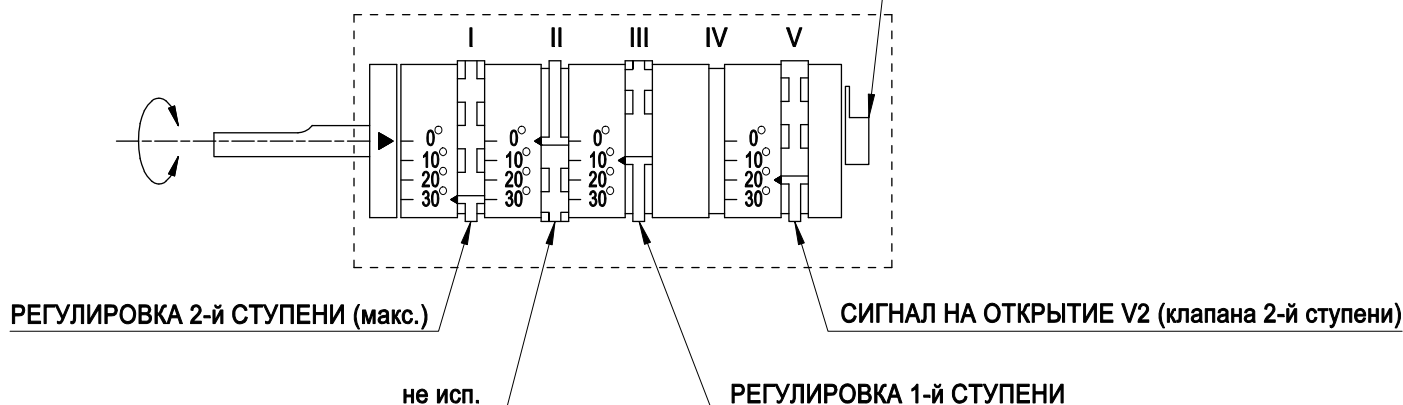 I II III IV V
0° 0° 0° 0°
10° 10° 10° 10°
20° 20° 20° 20°
30° 30° 30° 30°
РЕГУЛИРОВКА 2-й СТУПЕНИ (макс.)
СИГНАЛ НА ОТКРЫТИЕ V2 (клапана 2-й ступени)
не исп.
РЕГУЛИРОВКА 1-й СТУПЕНИ